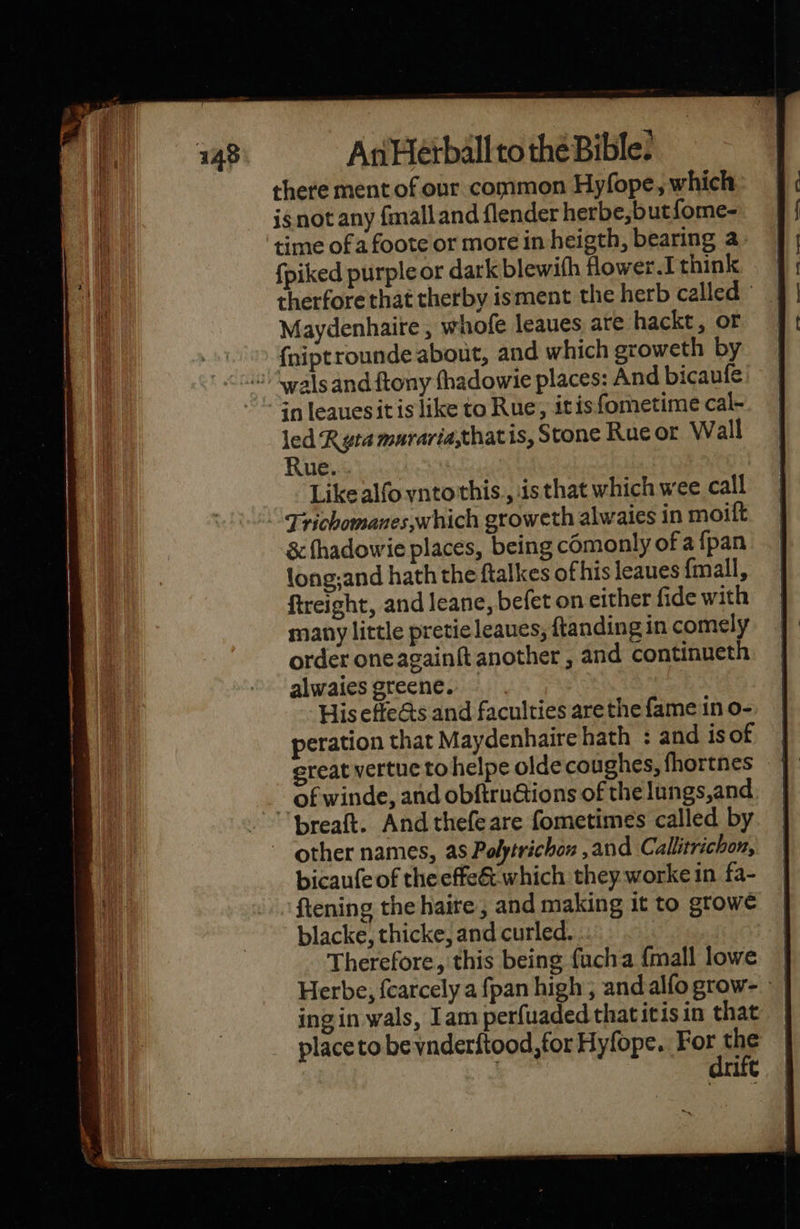 148 An Herball to the Bible.
there ment of our common Hyſope, which
is not any ſmall and ſlender herbe, but ſome-
time of a foote or more in heigth, bearing a
ſpiked purple or dark blewiſh flower. I think
therfore that therby is ment the herb called
Maydenhaire, whoſe leaues are hackt, or
ſnipt rounde about, and which groweth by
wals and ſtony ſhadowie places: And bicauſe
in leaues it is like to Rue, it is ſometime cal-
led Ruta muraria, that is, Stone Rue or Wall
Rue.
Like alſo vnto this, is that which wee call
Trichomanes, which groweth alwaies in moiſt
& ſhadowie places, being cōmonly of a ſpan
long; and hath the ſtalkes of his leaues ſmall,
ſtreight, and leane, beſet on either ſide with
many little pretie leaues, ſtanding in comely
order one againſt another, and continueth
alwaies greene.
His effects and faculties are the ſame in o-
peration that Maydenhaire hath : and is of
great vertue to helpe olde coughes, ſhortnes
of winde, and obſtructions of the lungs, and
breaſt. And theſe are ſometimes called by
other names, as Polytrichon, and Callitrichon,
bicauſe of the effect which they worke in fa-
ſtening the haire, and making it to growe
blacke, thicke, and curled.
Therefore, this being ſuch a ſmall lowe
Herbe, ſcarcely a ſpan high, and alſo grow-
ing in wals, I am perſuaded that it is in that
place to be vnderſtood, for Hyſope. For the
drift